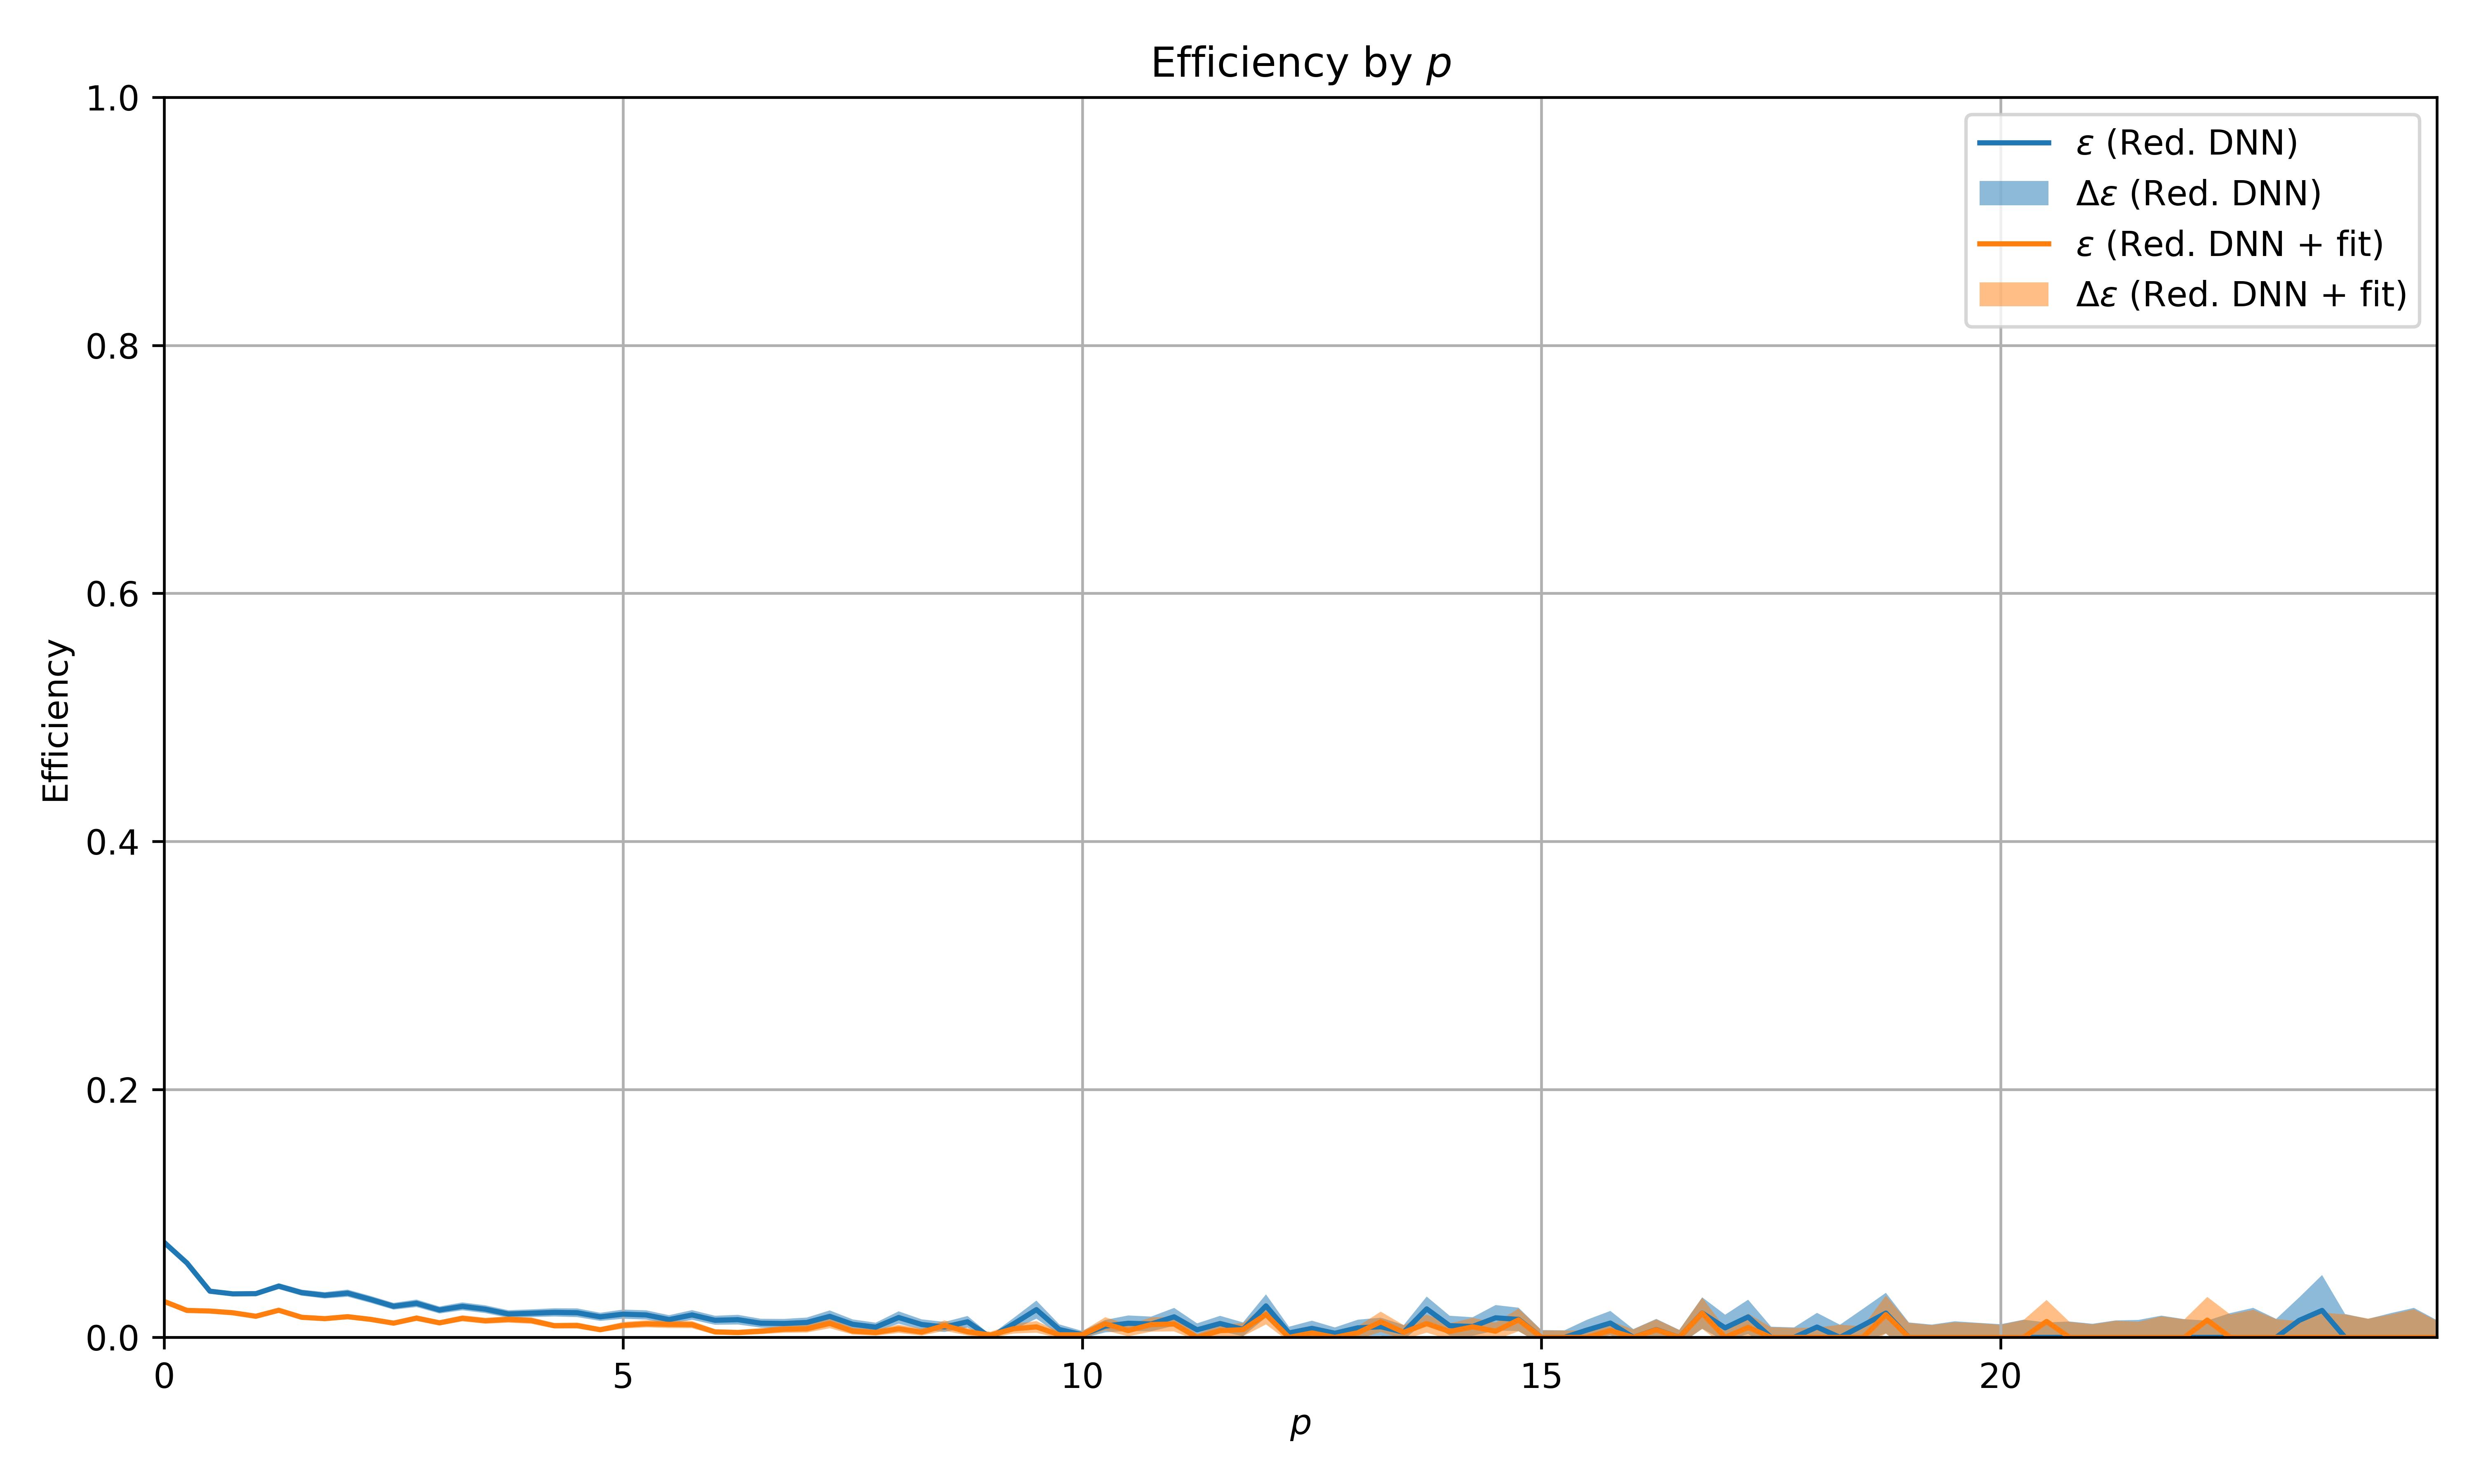 Efficiency by p
1.0
0.8
0.6
0.4
0.2
0.0
Efficiency
ε (Red. DNN)
Δε (Red. DNN)
ε (Red. DNN + fit)
Δε (Red. DNN + fit)
0 5 10 15 20
p